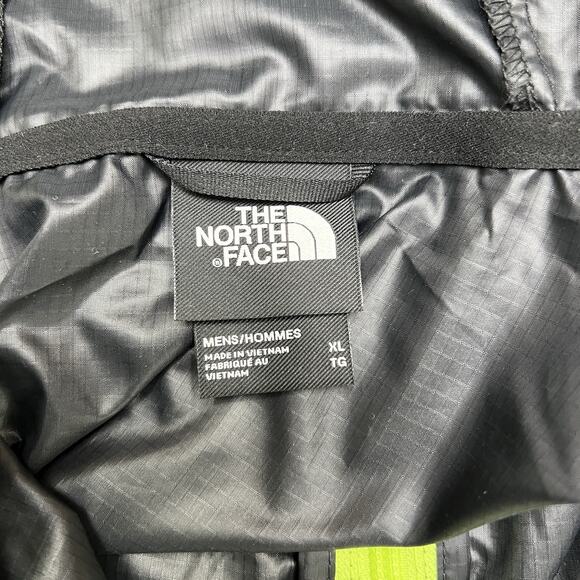 THE
NORTH
®FACE
MENS/HOMMES XL
MADE IN VIETNAM TG
FABRIQUÉ AU
VIETNAM